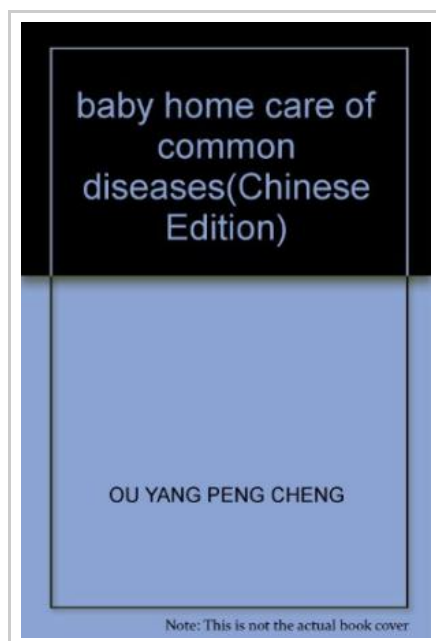 baby home care of
common
diseases(Chinese
Edition)
OU YANG PENG CHENG
Note: This is not the actual book cover